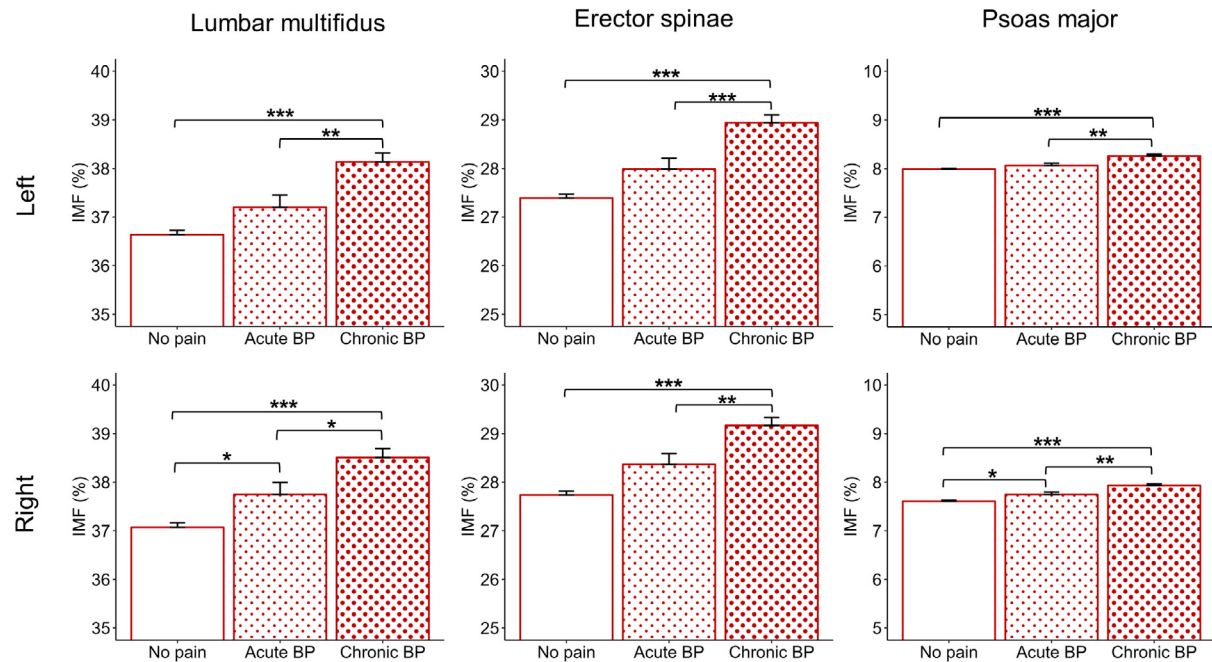 Lumbar multifidus
Erector spinae
Psoas major
Left
IMF (%)
40
39
38
37
36
35
***
**
No pain Acute BP Chronic BP
IMF (%)
30
29
28
27
26
25
***
***
No pain Acute BP Chronic BP
IMF (%)
10
9
8
7
6
5
***
**
No pain Acute BP Chronic BP
Right
IMF (%)
40
39
38
37
36
35
***
*
*
No pain Acute BP Chronic BP
IMF (%)
30
29
28
27
26
25
***
**
No pain Acute BP Chronic BP
IMF (%)
10
9
8
7
6
5
***
**
*
No pain Acute BP Chronic BP